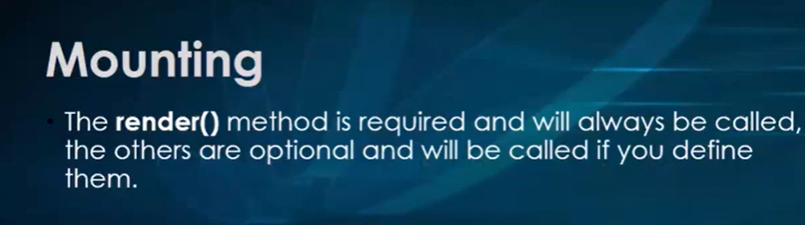 Mounting
• The render() method is required and will always be called,
the others are optional and will be called if you define
them.